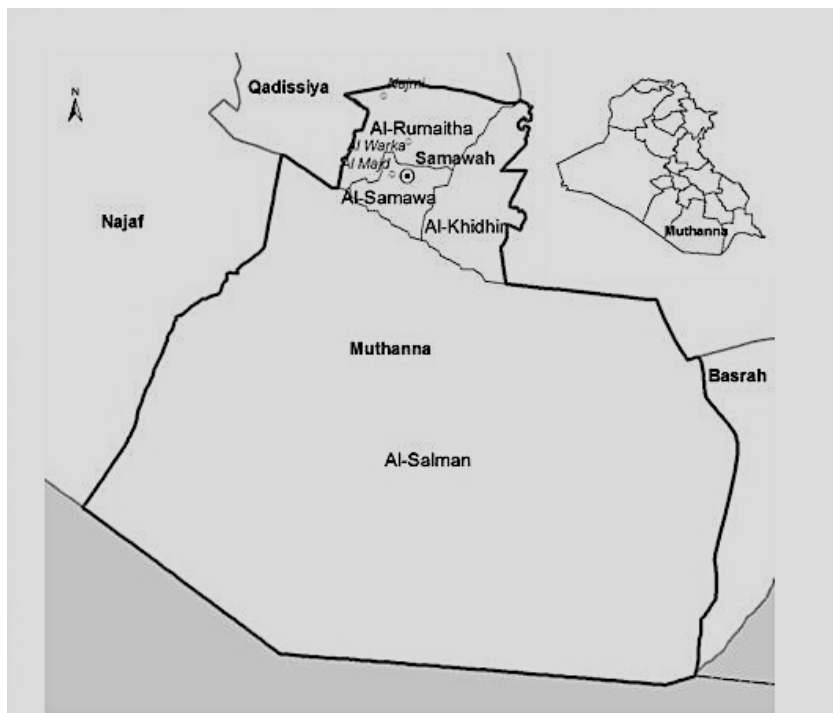 N
Qadissiya
Najmi
Al-Rumaitha
Al Warka
Samawah
Al Majd
Al-Samawa
Al-Khidhir
Najaf
Muthanna
Muthanna
Basrah
Al-Salman